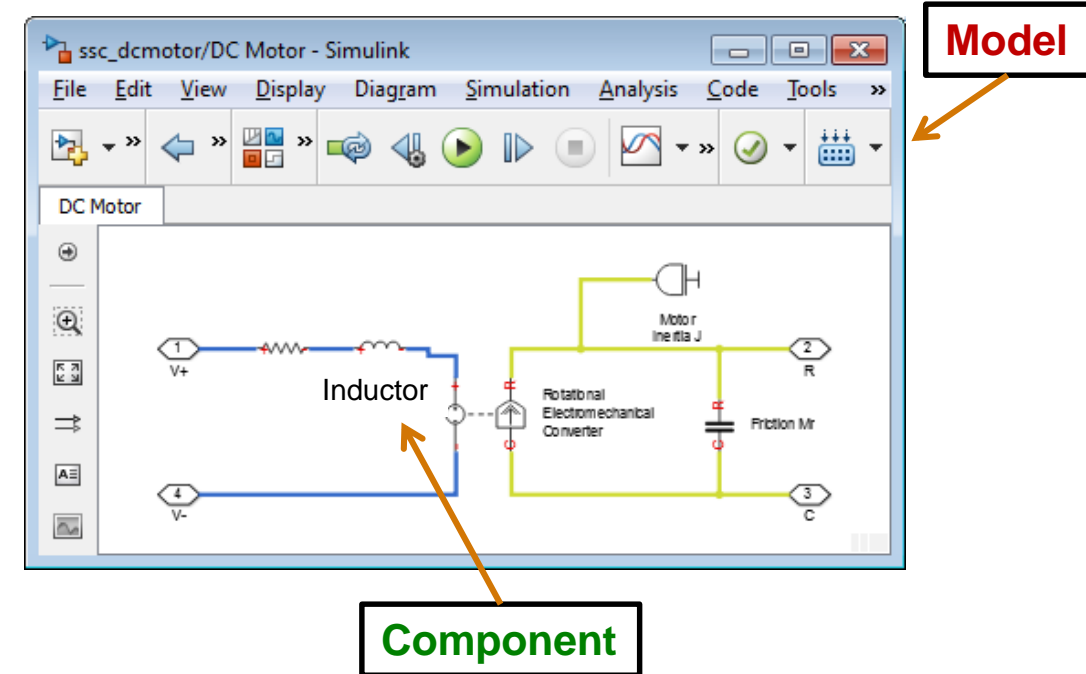 Model
ssc_dcmotor/DC Motor - Simulink
File Edit View Display Diagram Simulation Analysis Code Tools »
» » » »
DC Motor
Motor
Inertia J
1
V+
+
+
2
R
Inductor
+
R
Rotational
Electromechanical
Converter
R
Friction Mr
-
C
C
A
4
V-
3
C
Component